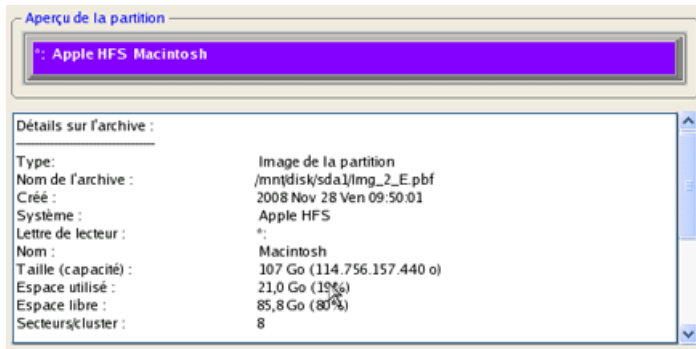 Aperçu de la partition
*: Apple HFS Macintosh
Détails sur l'archive :
------------------------------------
Type: Image de la partition
Nom de l'archive : /mnt/disk/sda1/Img_2_E.pbf
Créé : 2008 Nov 28 Ven 09:50:01
Système : Apple HFS
Lettre de lecteur : *:
Nom : Macintosh
Taille (capacité) : 107 Go (114.756.157.440 o)
Espace utilisé : 21,0 Go (19%)
Espace libre : 85,8 Go (80%)
Secteurs/cluster : 8